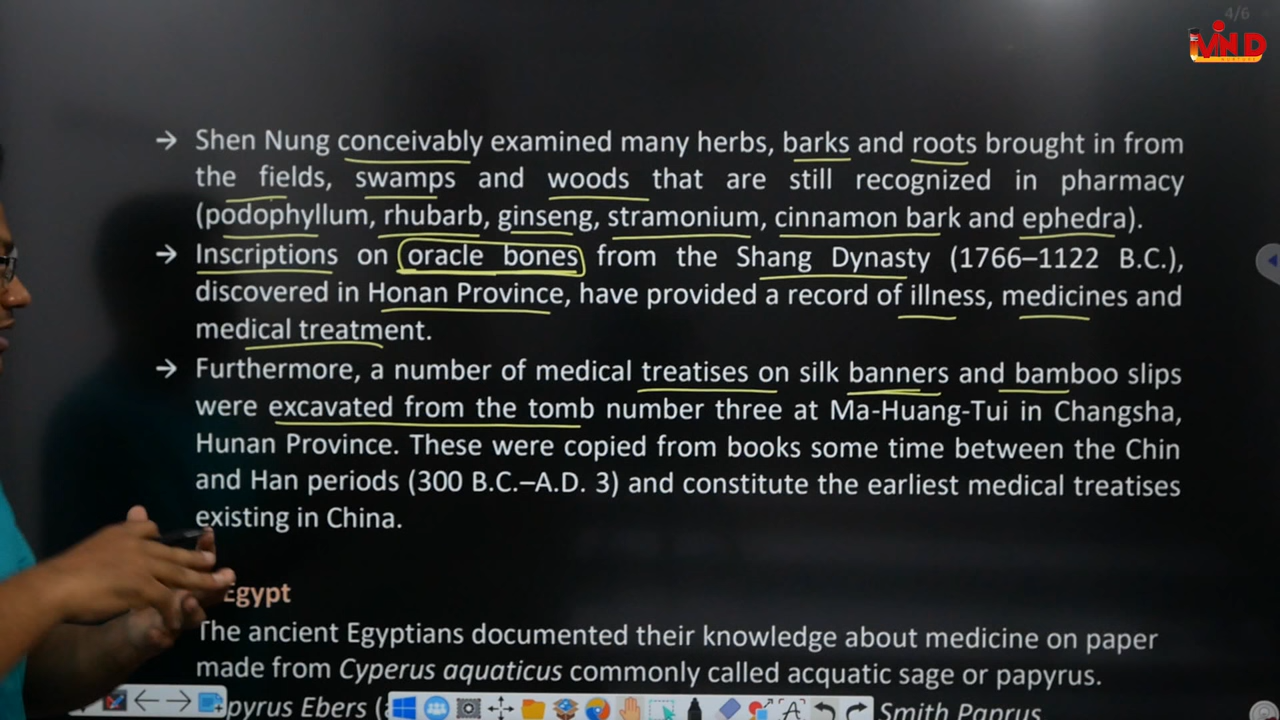 4/6
MIND
→ Shen Nung conceivably examined many herbs, barks and roots brought in from
the fields, swamps and woods that are still recognized in pharmacy
(podophyllum, rhubarb, ginseng, stramonium, cinnamon bark and ephedra).
→ Inscriptions on oracle bones from the Shang Dynasty (1766–1122 B.C.),
discovered in Honan Province, have provided a record of illness, medicines and
medical treatment.
→ Furthermore, a number of medical treatises on silk banners and bamboo slips
were excavated from the tomb number three at Ma-Huang-Tui in Changsha,
Hunan Province. These were copied from books some time between the Chin
and Han periods (300 B.C.–A.D. 3) and constitute the earliest medical treatises
existing in China.
Egypt
The ancient Egyptians documented their knowledge about medicine on paper
made from Cyperus aquaticus commonly called acquatic sage or papyrus.
pyrus Ebers ( Smith Paprus